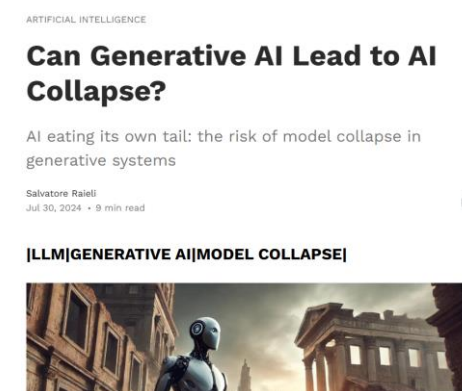 ARTIFICIAL INTELLIGENCE
Can Generative AI Lead to AI
Collapse?
AI eating its own tail: the risk of model collapse in
generative systems
Salvatore Raieli
Jul 30, 2024 • 9 min read
|LLM|GENERATIVE AI|MODEL COLLAPSE|